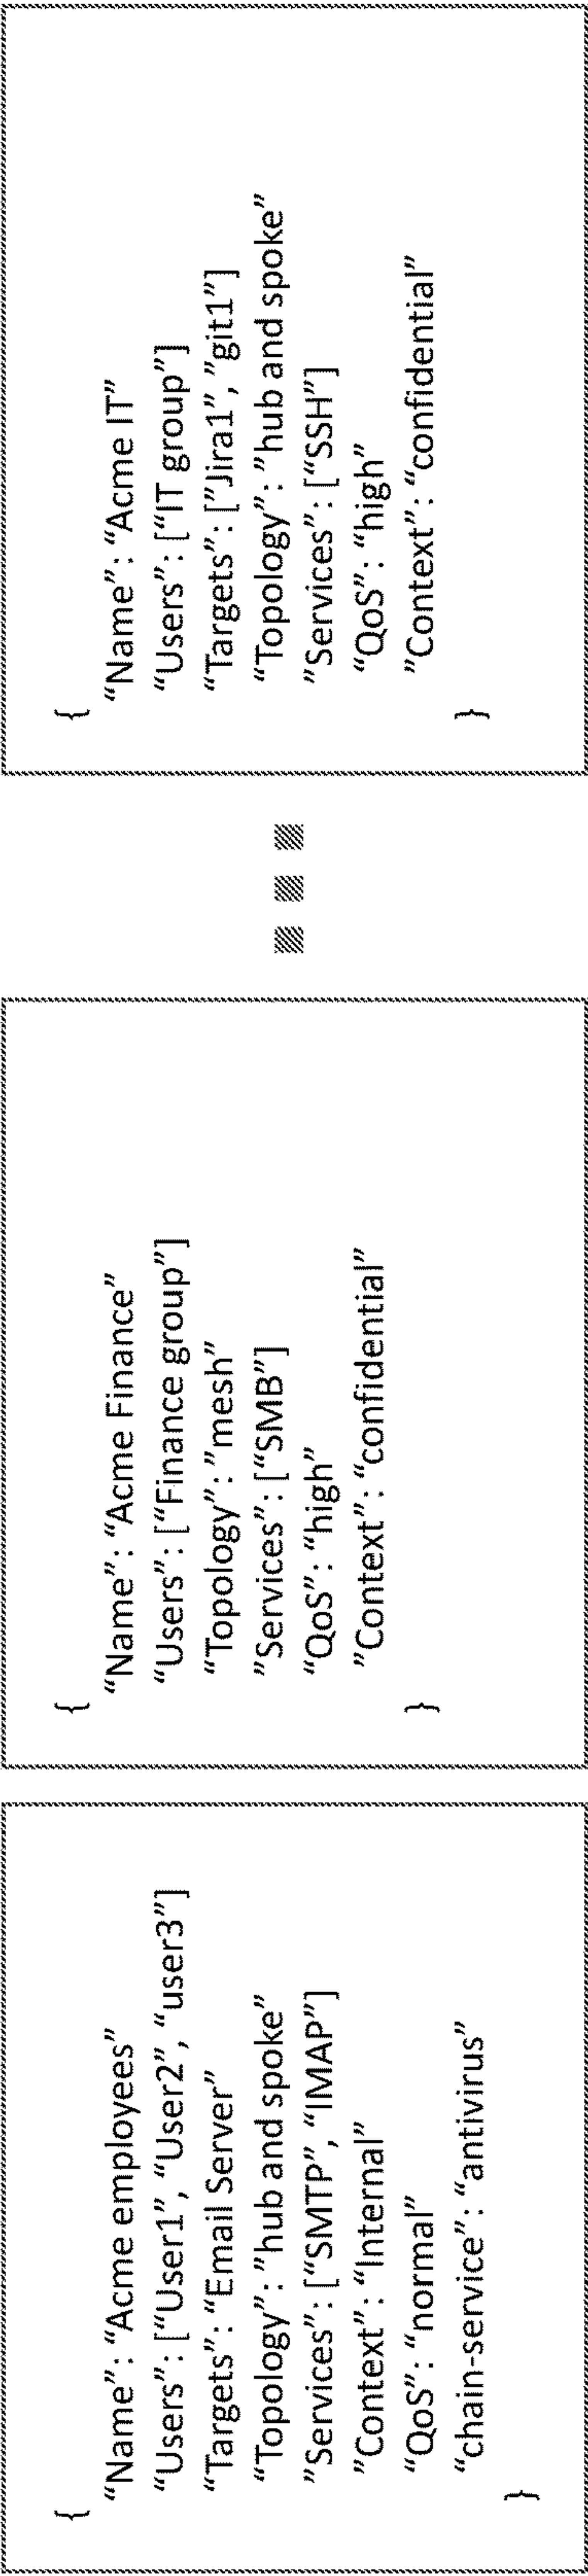 {
“Name”: “Acme employees”
“Users”: [“User1”, “User2”, “user3”]
“Targets”: “Email Server”
“Topology”: ”hub and spoke”
”Services”: [“SMTP”, “IMAP”]
”Context”: “Internal”
“QoS”: “normal”
“chain-service”: “antivirus”
}
{
“Name”: “Acme Finance”
“Users”: [“Finance group”]
“Topology”: ”mesh”
”Services”: [“SMB”]
“QoS”: “high”
”Context”: “confidential”
}
{
“Name”: “Acme IT”
“Users”: [“IT group”]
“Targets”: [”Jira1”, ”git1”]
“Topology”: ”hub and spoke”
”Services”: [“SSH”]
“QoS”: “high”
”Context”: “confidential”
}